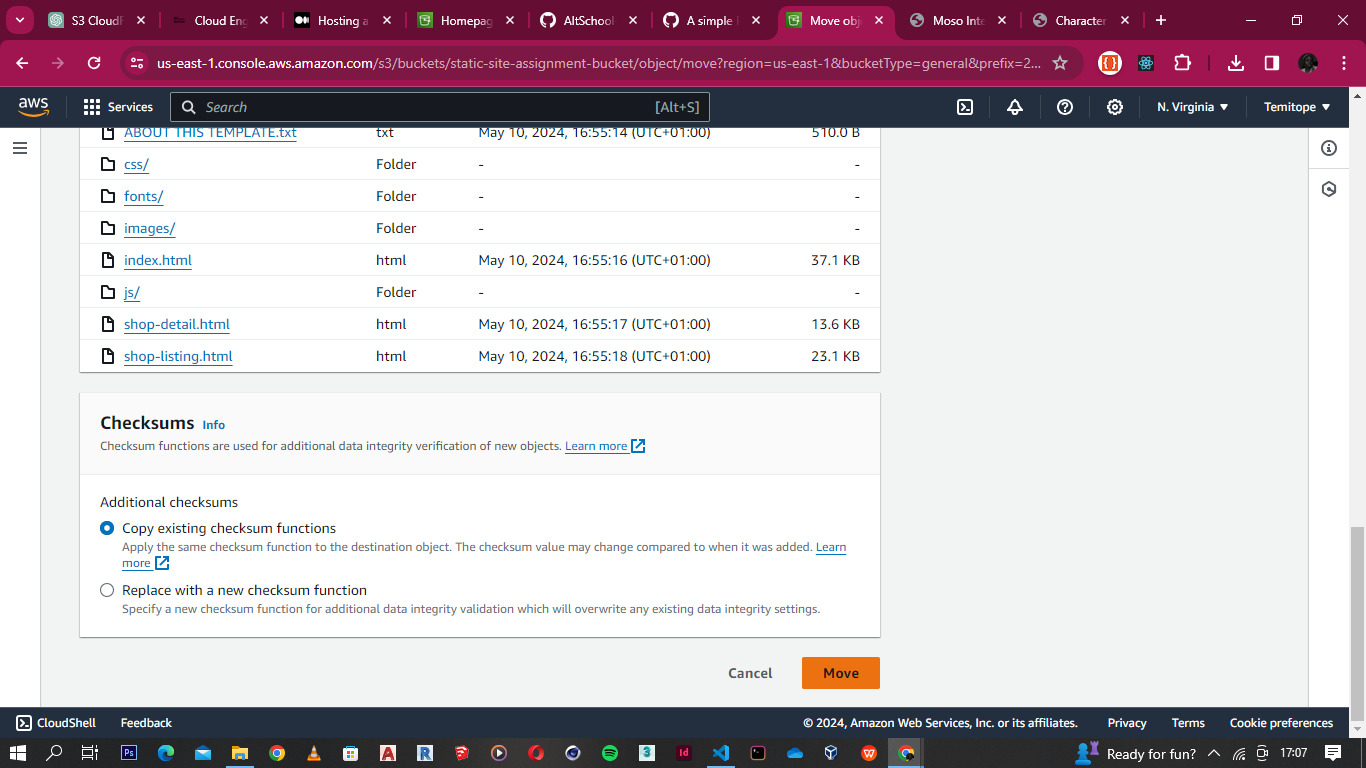 S3 CloudF
Cloud Eng
Hosting a
Homepag
AltSchool
A simple
Move obj
Moso Inte
Character
us-east-1.console.aws.amazon.com/s3/buckets/static-site-assignment-bucket/object/move?region=us-east-1&bucketType=general&prefix=2...
aws Services Search [Alt+S] N. Virginia Temitope
ABOUT THIS TEMPLATE.txt txt May 10, 2024, 16:55:14 (UTC+01:00) 510.0 B
css/ Folder - -
fonts/ Folder - -
images/ Folder - -
index.html html May 10, 2024, 16:55:16 (UTC+01:00) 37.1 KB
js/ Folder - -
shop-detail.html html May 10, 2024, 16:55:17 (UTC+01:00) 13.6 KB
shop-listing.html html May 10, 2024, 16:55:18 (UTC+01:00) 23.1 KB
Checksums Info
Checksum functions are used for additional data integrity verification of new objects. Learn more
Additional checksums
Copy existing checksum functions
Apply the same checksum function to the destination object. The checksum value may change compared to when it was added. Learn
more
Replace with a new checksum function
Specify a new checksum function for additional data integrity validation which will overwrite any existing data integrity settings.
Cancel Move
CloudShell Feedback © 2024, Amazon Web Services, Inc. or its affiliates. Privacy Terms Cookie preferences
Ready for fun? 17:07